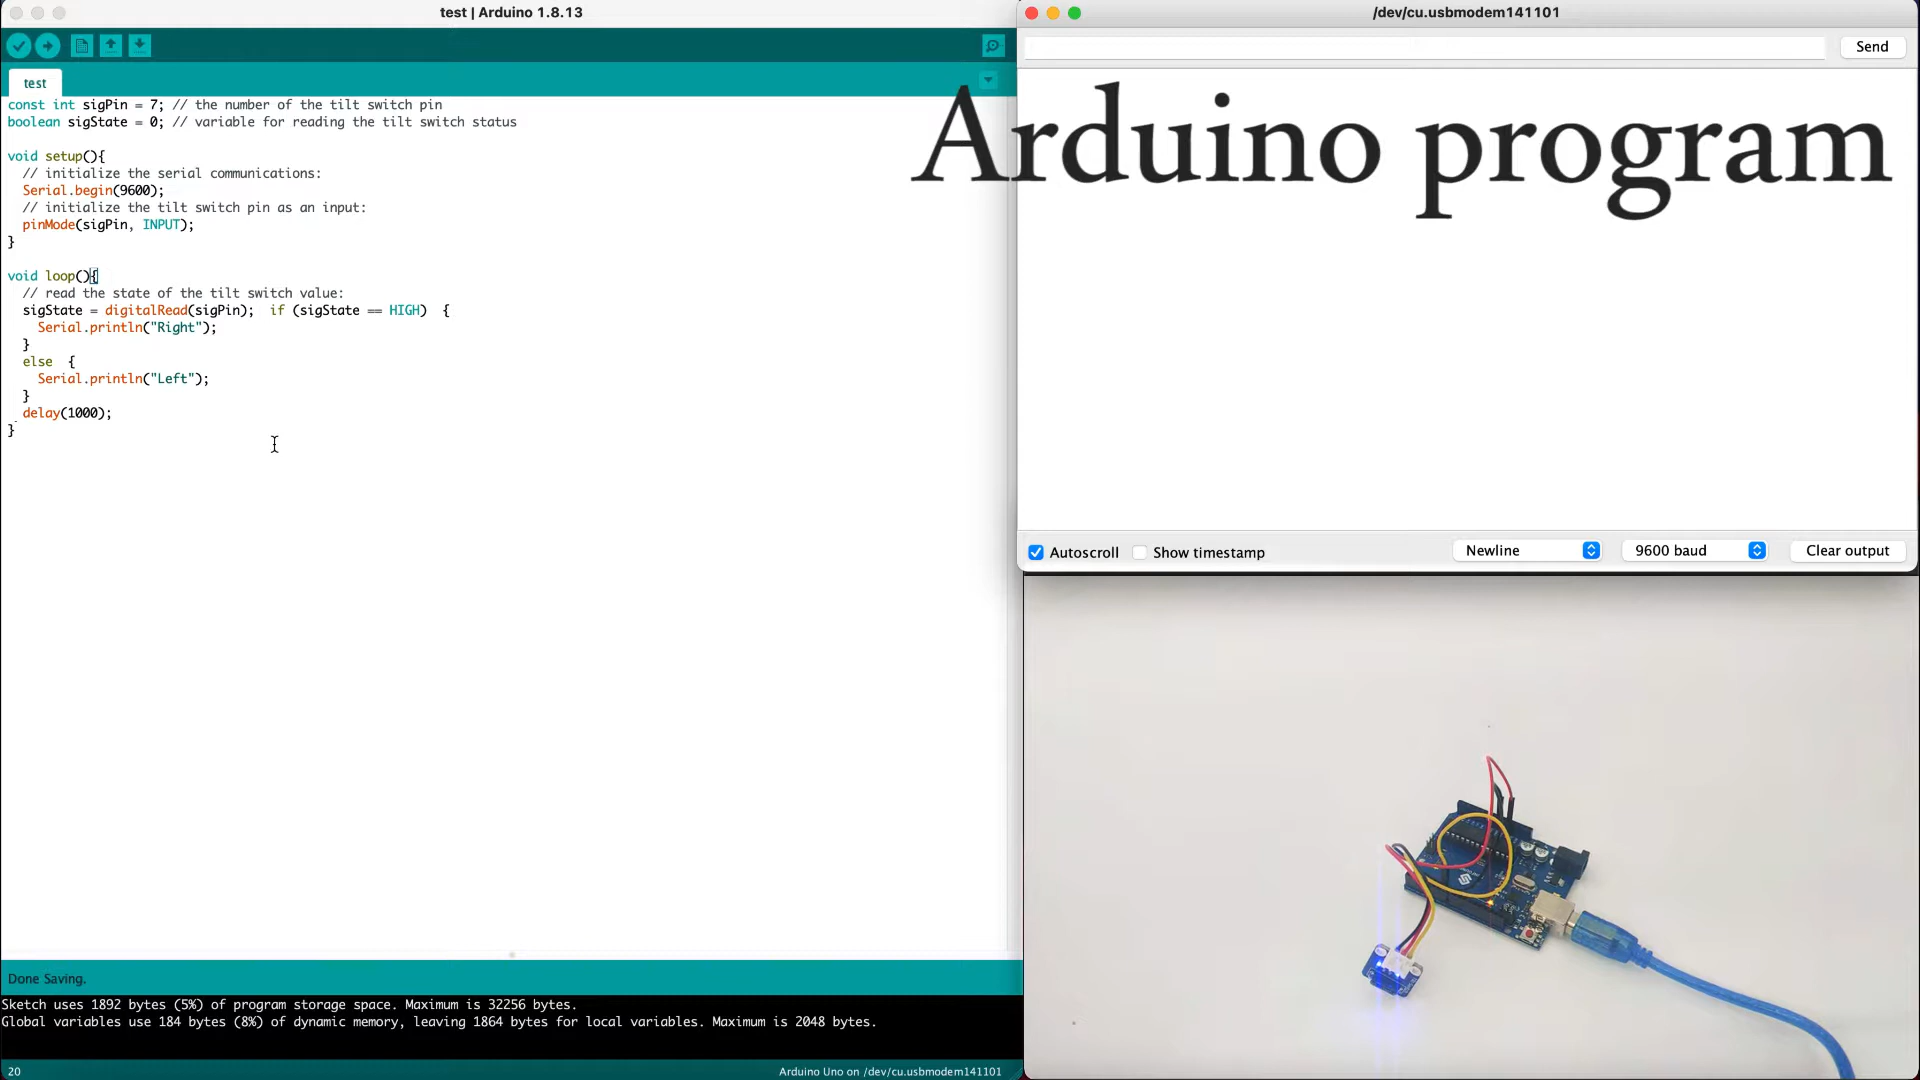 test | Arduino 1.8.13
test
const int sigPin = 7; // the number of the tilt switch pin
boolean sigState = 0; // variable for reading the tilt switch status
void setup(){
// initialize the serial communications:
Serial.begin(9600);
// initialize the tilt switch pin as an input:
pinMode(sigPin, INPUT);
}
void loop(){
// read the state of the tilt switch value:
sigState = digitalRead(sigPin);  if (sigState == HIGH)  {
Serial.println("Right");
}
else  {
Serial.println("Left");
}
delay(1000);
}
Done Saving.
Sketch uses 1892 bytes (5%) of program storage space. Maximum is 32256 bytes.
Global variables use 184 bytes (8%) of dynamic memory, leaving 1864 bytes for local variables. Maximum is 2048 bytes.
20
Arduino Uno on /dev/cu.usbmodem141101
/dev/cu.usbmodem141101
Send
Arduino program
Autoscroll
Show timestamp
Newline
9600 baud
Clear output